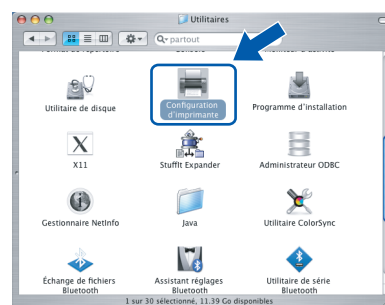 Utilitaires
partout
Utilitaire de disque
Configuration
d'imprimante
Programme d'installation
X11
StuffIt Expander
Administrateur ODBC
Gestionnaire NetInfo
Java
Utilitaire ColorSync
Échange de fichiers
Bluetooth
Assistant réglages
Bluetooth
Utilitaire de série
Bluetooth
1 sur 30 sélectionné, 11.39 Go disponibles